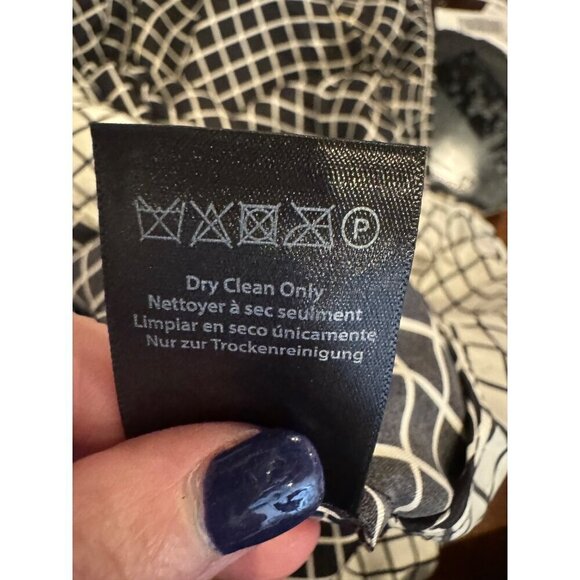 P
Dry Clean Only
Nettoyer à sec seulment
Limpiar en seco únicamente
Nur zur Trockenreinigung